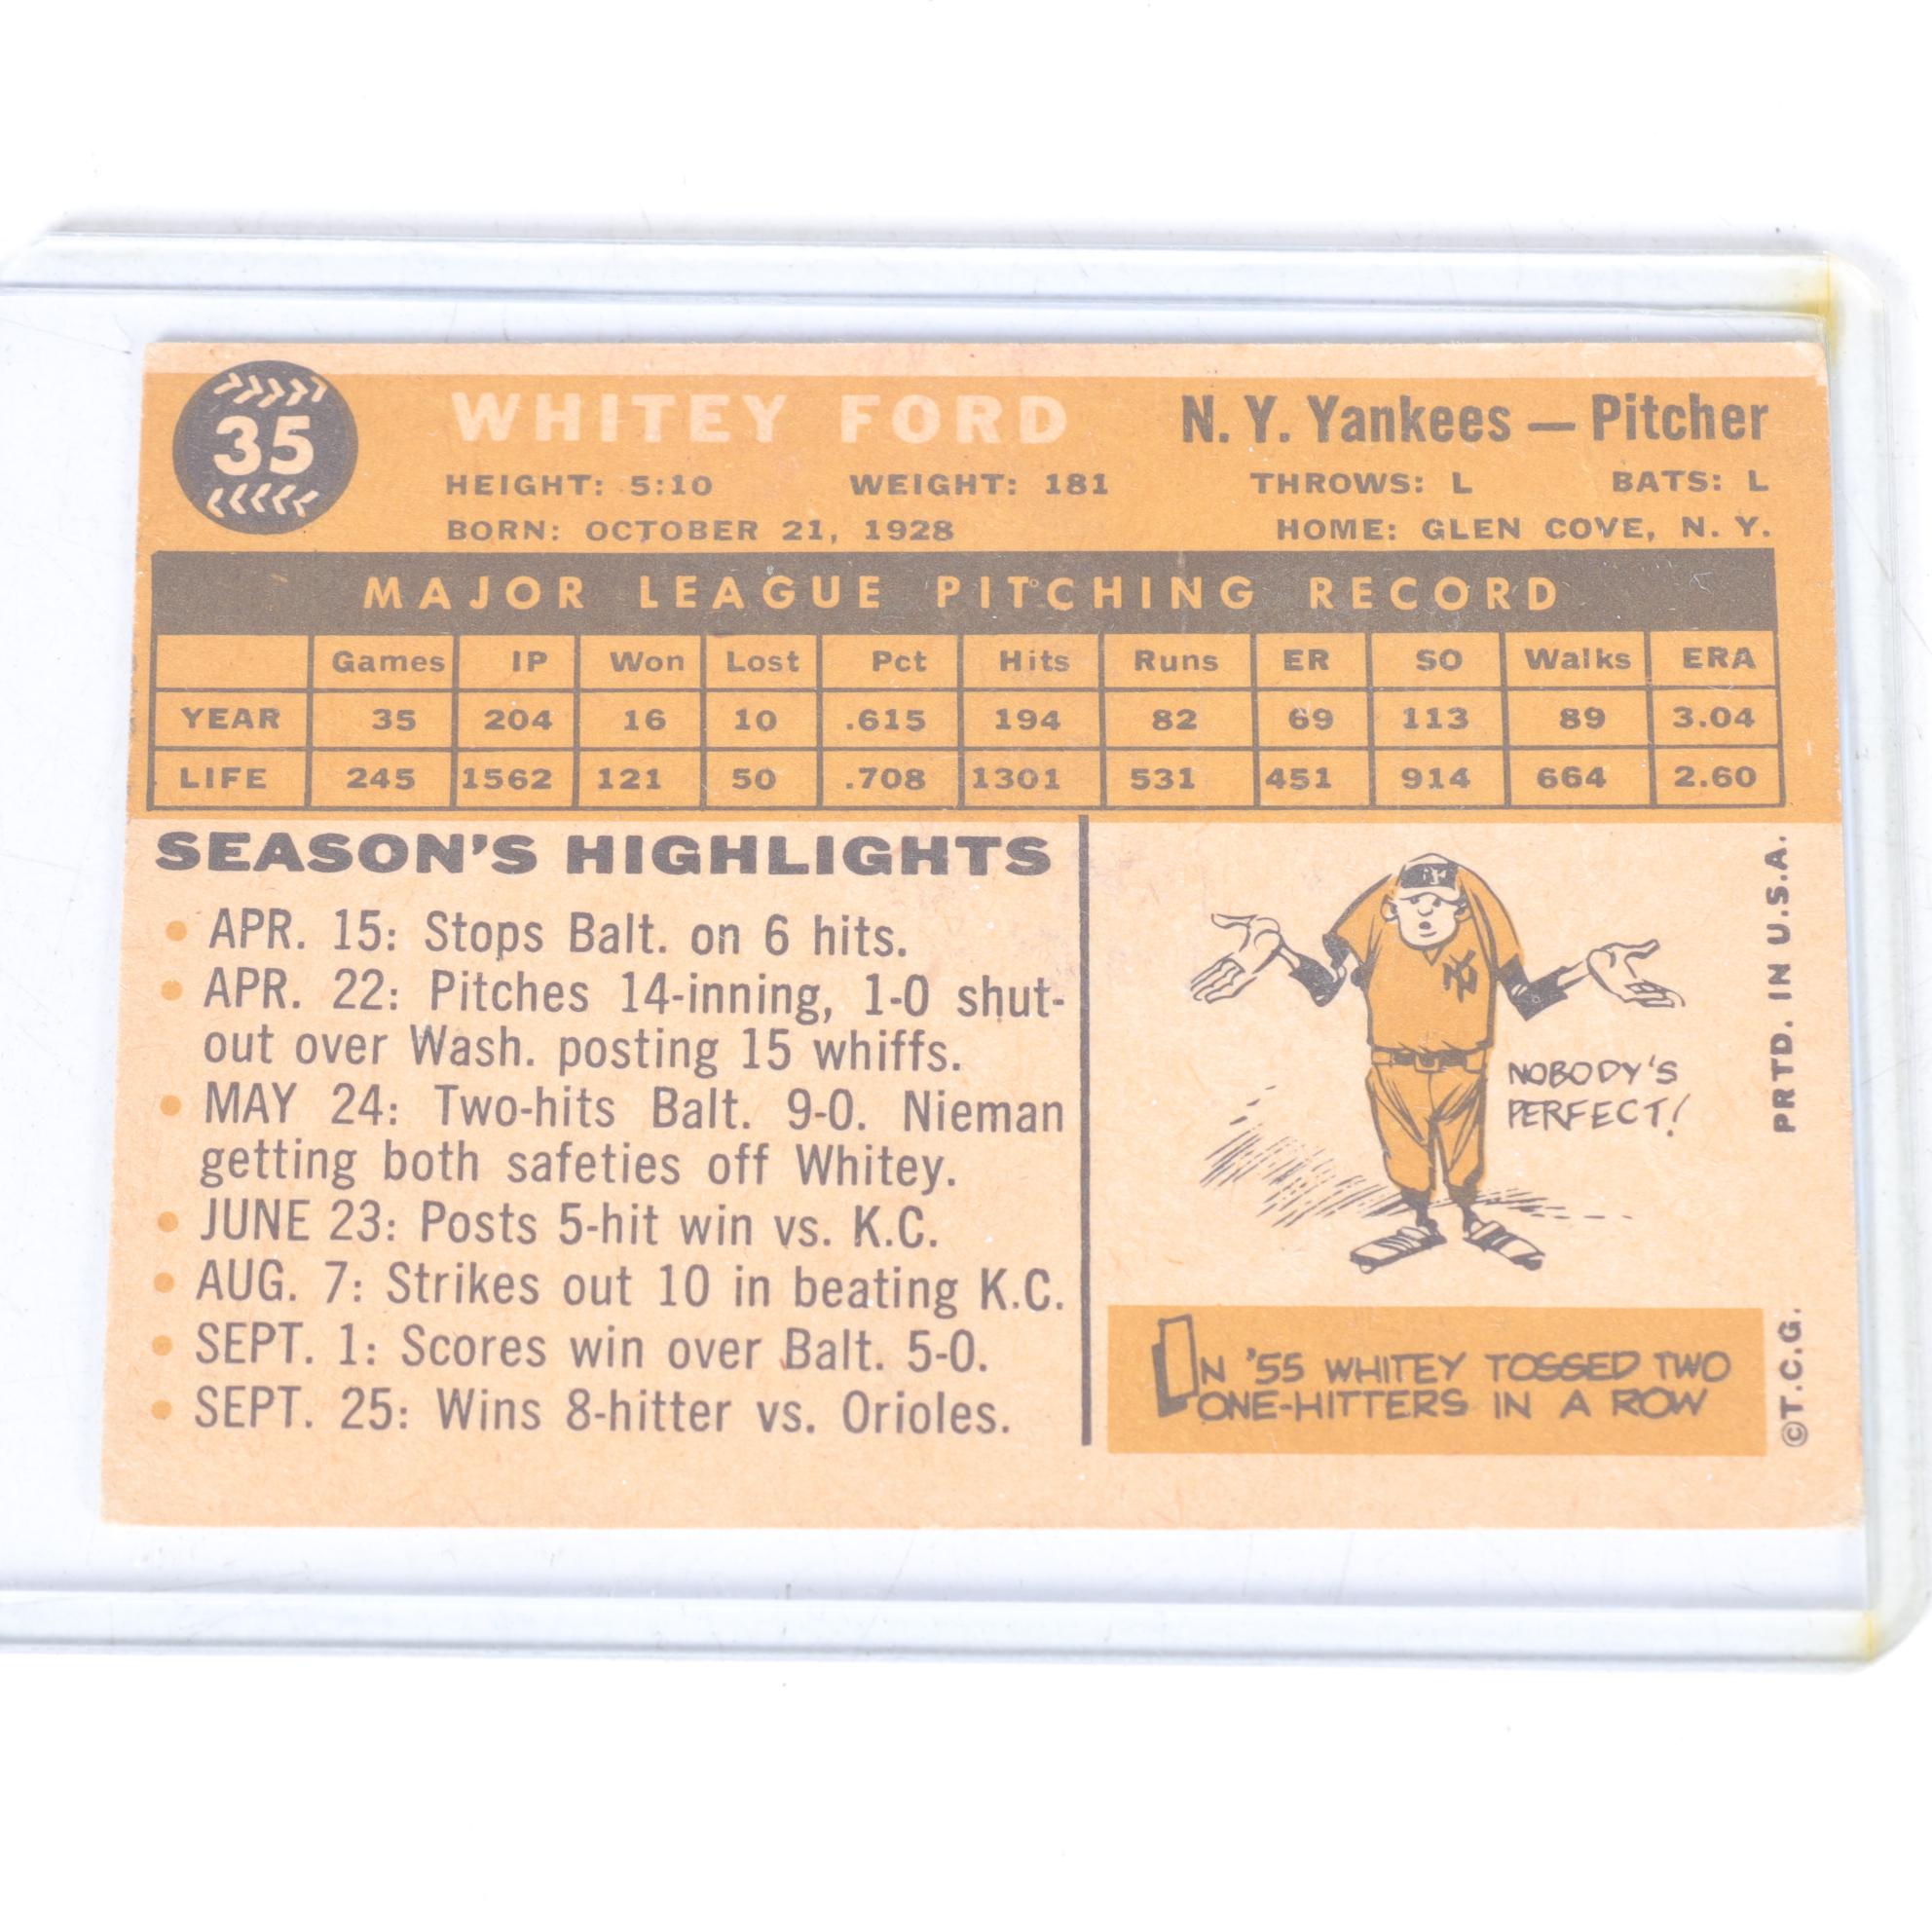 35
WHITEY FORD
N. Y. Yankees — Pitcher
HEIGHT: 5:10 WEIGHT: 181 THROWS: L BATS: L
BORN: OCTOBER 21, 1928 HOME: GLEN COVE, N. Y.
MAJOR LEAGUE PITCHING RECORD
Games IP Won Lost Pct Hits Runs ER SO Walks ERA
YEAR 35 204 16 10 .615 194 82 69 113 89 3.04
LIFE 245 1562 121 50 .708 1301 531 451 914 664 2.60
SEASON'S HIGHLIGHTS
• APR. 15: Stops Balt. on 6 hits.
• APR. 22: Pitches 14-inning, 1-0 shut-
out over Wash. posting 15 whiffs.
• MAY 24: Two-hits Balt. 9-0. Nieman
getting both safeties off Whitey.
• JUNE 23: Posts 5-hit win vs. K.C.
• AUG. 7: Strikes out 10 in beating K.C.
• SEPT. 1: Scores win over Balt. 5-0.
• SEPT. 25: Wins 8-hitter vs. Orioles.
NY
NOBODY'S
PERFECT!
IN '55 WHITEY TOSSED TWO
ONE-HITTERS IN A ROW
©T.C.G. PRTD. IN U.S.A.